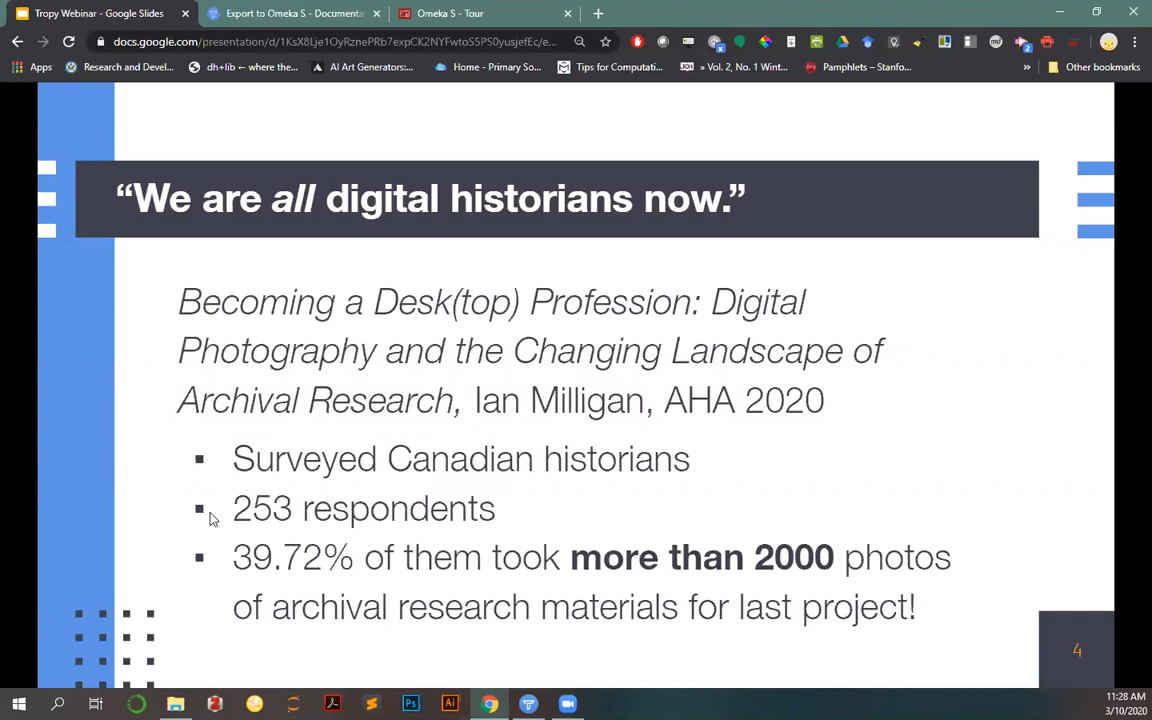 Tropy Webinar - Google Slides
Export to Omeka S - Documenta
Omeka S - Tour
docs.google.com/presentation/d/1KsX8Lje1OyRznePRb7expCK2NYFwtoS5PS0yusjefEc/e...
Apps
Research and Devel...
dh+lib ← where the...
AI Art Generators:...
Home - Primary So...
Tips for Computati...
» Vol. 2, No. 1 Wint...
Pamphlets – Stanfo...
»
Other bookmarks
“We are all digital historians now.”
Becoming a Desk(top) Profession: Digital
Photography and the Changing Landscape of
Archival Research, Ian Milligan, AHA 2020
▪ Surveyed Canadian historians
▪ 253 respondents
▪ 39.72% of them took more than 2000 photos
of archival research materials for last project!
4
Ps
Ai
11:28 AM
3/10/2020